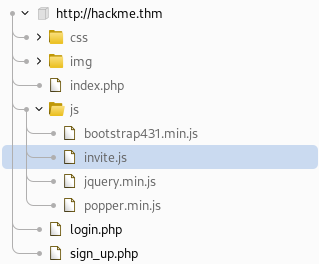 http://hackme.thm
css
img
index.php
js
bootstrap431.min.js
invite.js
jquery.min.js
popper.min.js
login.php
sign_up.php